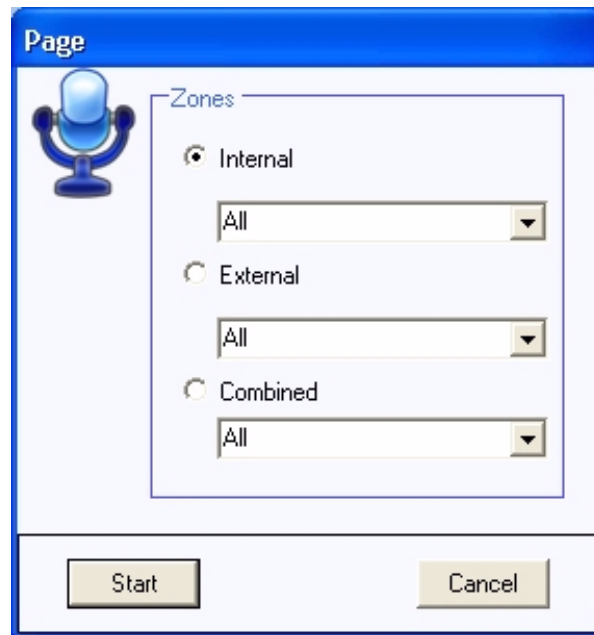 Page
Zones
Internal
All
External
All
Combined
All
Start Cancel